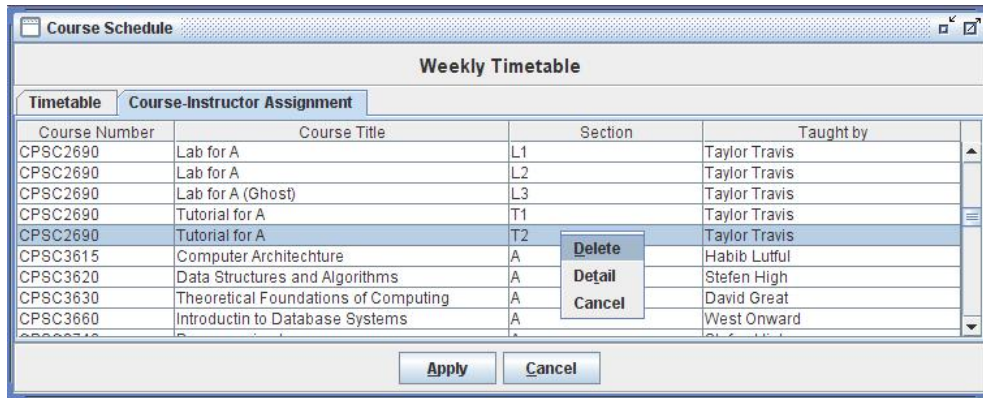 Course Schedule
Weekly Timetable
Timetable Course-Instructor Assignment
Course Number Course Title Section Taught by
CPSC2690 Lab for A L1 Taylor Travis
CPSC2690 Lab for A L2 Taylor Travis
CPSC2690 Lab for A (Ghost) L3 Taylor Travis
CPSC2690 Tutorial for A T1 Taylor Travis
CPSC2690 Tutorial for A T2 Taylor Travis
Delete
CPSC3615 Computer Architechture A Habib Lutful
CPSC3620 Data Structures and Algorithms A Detail Stefen High
CPSC3630 Theoretical Foundations of Computing A Cancel David Great
CPSC3660 Introductin to Database Systems A West Onward
Apply Cancel